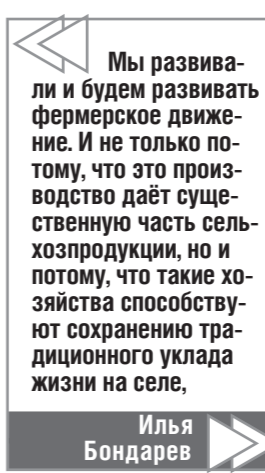 Мы развива-
ли и будем развивать
фермерское движе-
ние. И не только по-
тому, что это произ-
водство даёт суще-
ственную часть сель-
хозпродукции, но и
потому, что такие хо-
зяйства способству-
ют сохранению тра-
диционного уклада
жизни на селе,
Илья
Бондарев